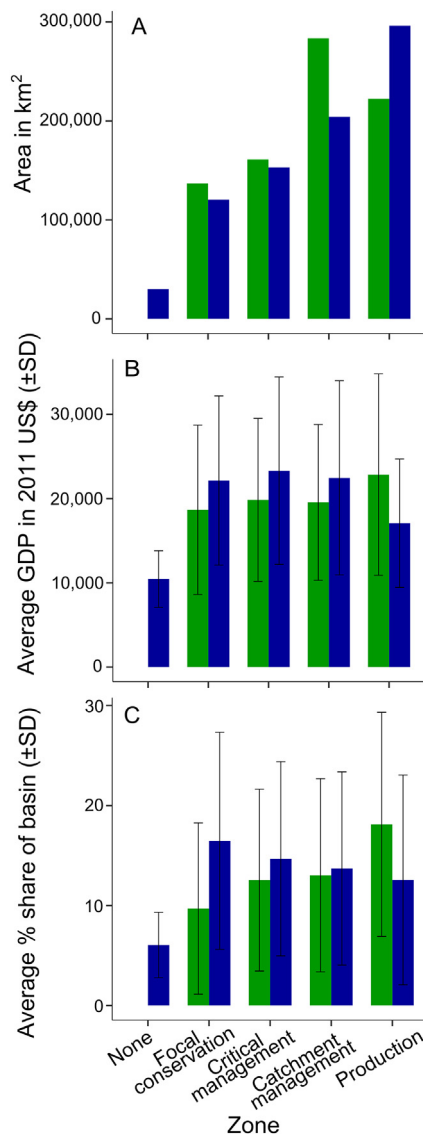 A
300,000
200,000
100,000
0
Area in km²
B
30,000
20,000
10,000
0
Average GDP in 2011 US$ (±SD)
C
30
20
10
0
Average % share of basin (±SD)
None
Focal
conservation
Critical
management
Catchment
management
Production
Zone